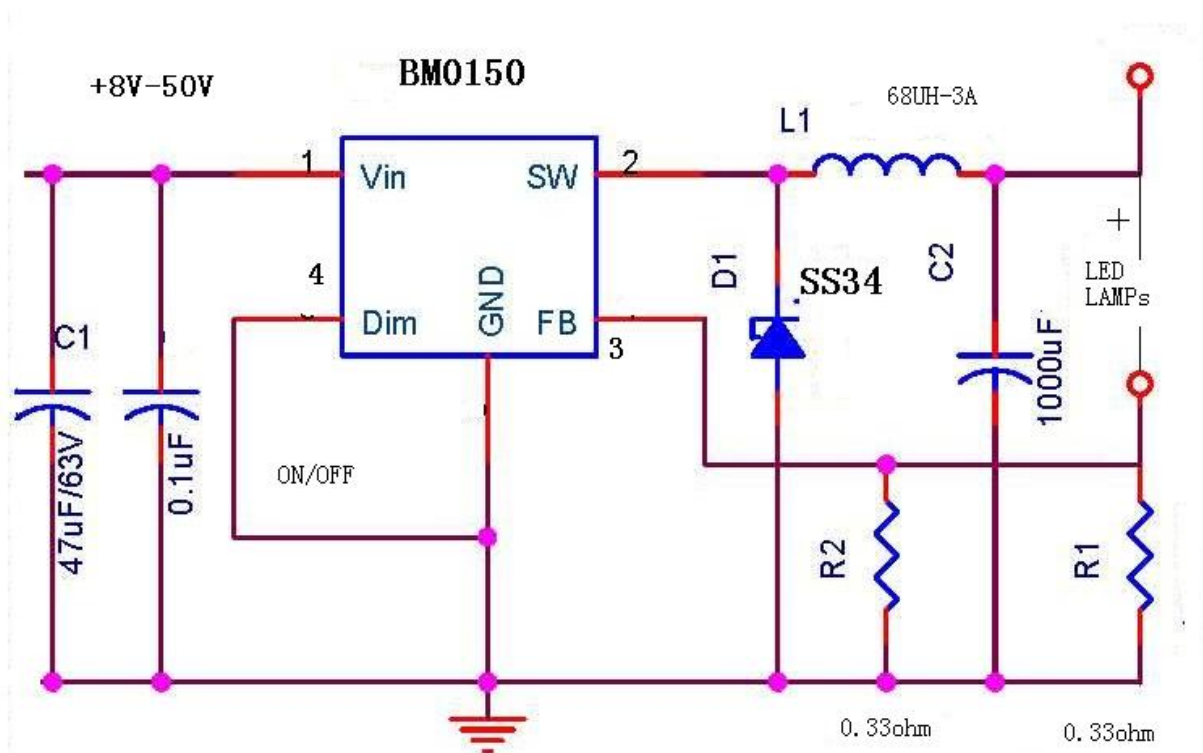 +8V-50V
BM0150
68UH-3A
L1
1
Vin
SW
2
4
Dim
GND
FB
3
C1
47uF/63V
0.1uF
ON/OFF
D1
SS34
C2
1000uF
+
LED
LAMPs
R2
R1
0.33ohm
0.33ohm